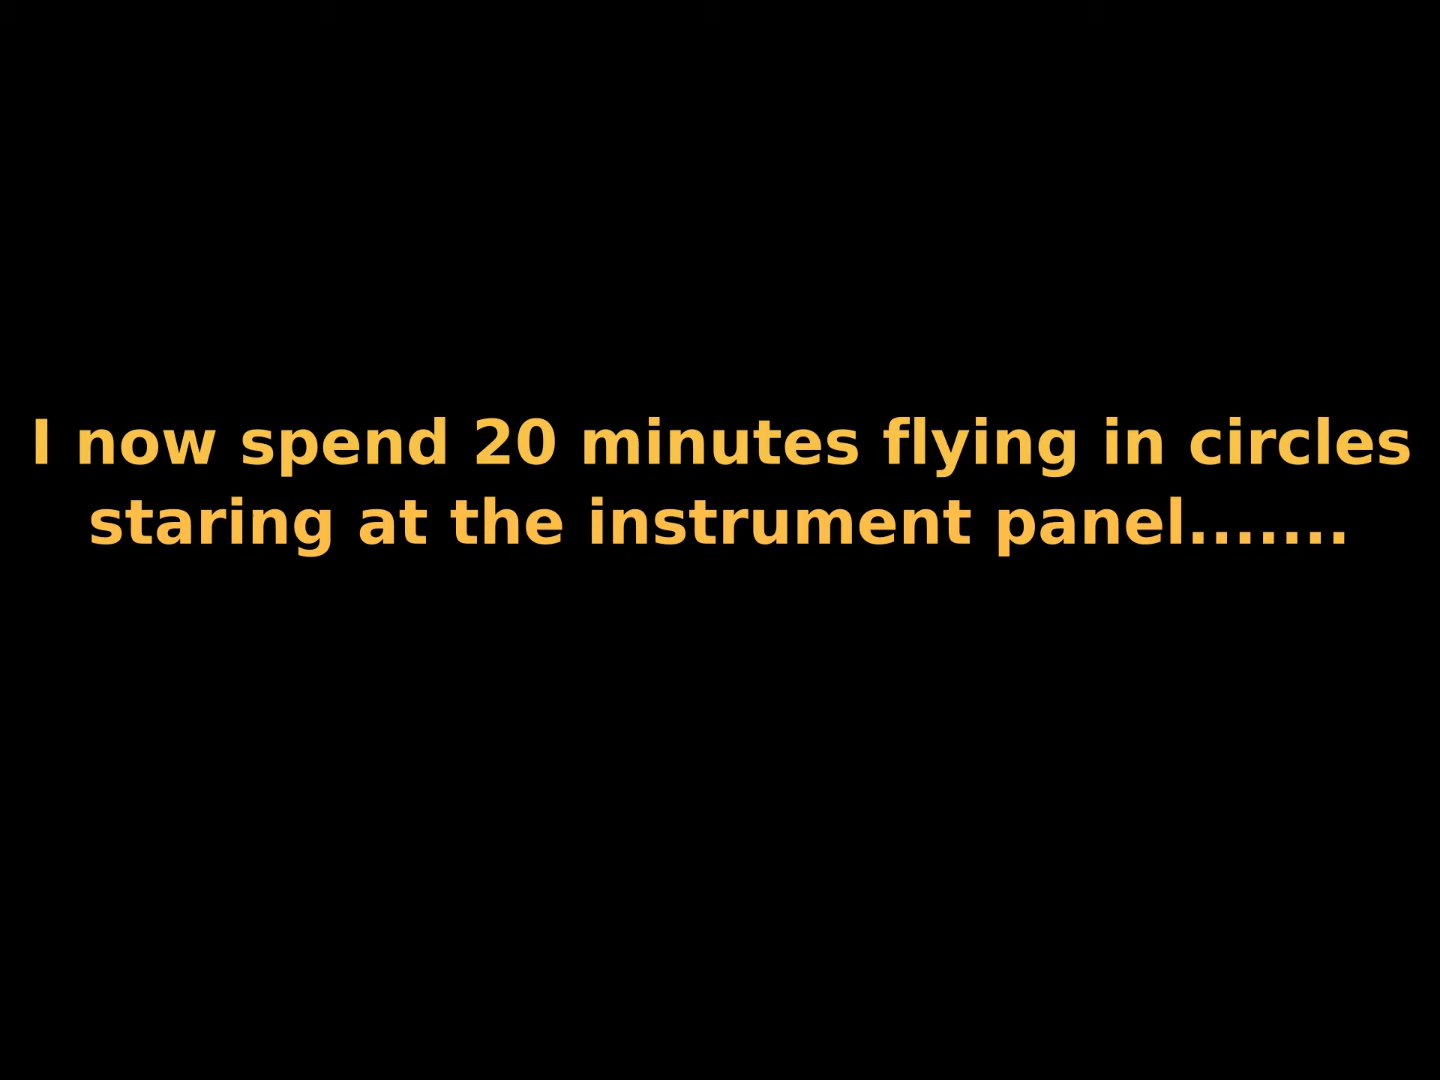 I now spend 20 minutes flying in circles
staring at the instrument panel.......